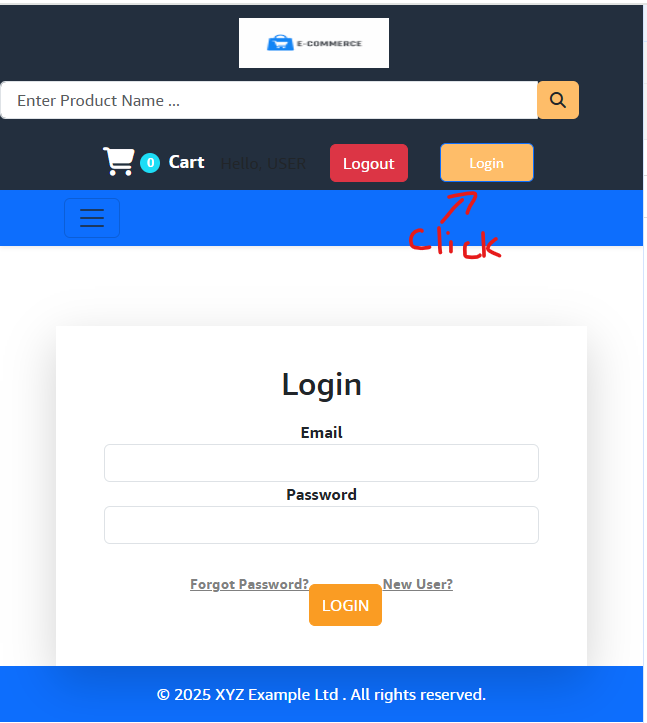 E-COMMERCE
Enter Product Name ...
0 Cart Hello, USER Logout Login
Click
Login
Email
Password
Forgot Password? New User?
LOGIN
© 2025 XYZ Example Ltd . All rights reserved.